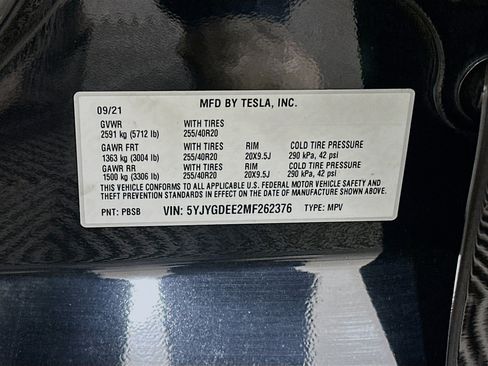 09/21 MFD BY TESLA, INC.
GVWR WITH TIRES
2591 kg (5712 lb) 255/40R20
GAWR FRT WITH TIRES RIM COLD TIRE PRESSURE
1363 kg (3004 lb) 255/40R20 20X9.5J 290 kPa, 42 psi
GAWR RR WITH TIRES RIM COLD TIRE PRESSURE
1500 kg (3306 lb) 255/40R20 20X9.5J 290 kPa, 42 psi
THIS VEHICLE CONFORMS TO ALL APPLICABLE U.S. FEDERAL MOTOR VEHICLE SAFETY AND
THEFT PREVENTION STANDARDS IN EFFECT ON THE DATE OF MANUFACTURE SHOWN ABOVE.
PNT: PBSB VIN: 5YJYGDEE2MF262376 TYPE: MPV